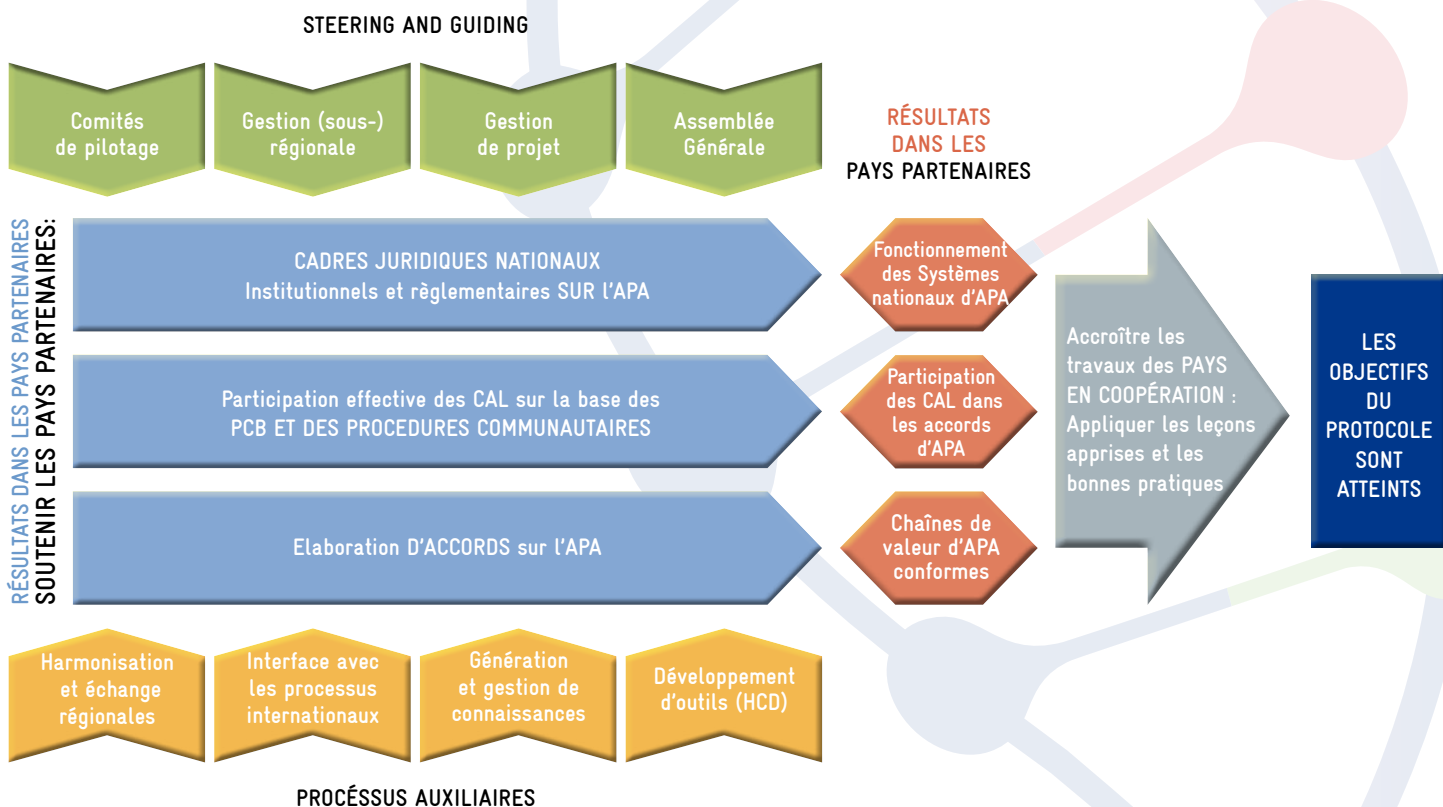 STEERING AND GUIDING
Comités
de pilotage
Gestion (sous-)
régionale
Gestion
de projet
Assemblée
Générale
RÉSULTATS
DANS LES
PAYS PARTENAIRES
RÉSULTATS DANS LES PAYS PARTENAIRES
SOUTENIR LES PAYS PARTENAIRES:
CADRES JURIDIQUES NATIONAUX
Institutionnels et règlementaires SUR l'APA
Fonctionnement
des Systèmes
nationaux d'APA
Participation effective des CAL sur la base des
PCB ET DES PROCEDURES COMMUNAUTAIRES
Participation
des CAL dans
les accords
d'APA
Elaboration D'ACCORDS sur l'APA
Chaînes de
valeur d'APA
conformes
Accroître les
travaux des PAYS
EN COOPÉRATION :
Appliquer les leçons
apprises et les
bonnes pratiques
LES
OBJECTIFS
DU
PROTOCOLE
SONT
ATTEINTS
Harmonisation
et échange
régionales
Interface avec
les processus
internationaux
Génération
et gestion de
connaissances
Développement
d'outils (HCD)
PROCÉSSUS AUXILIAIRES